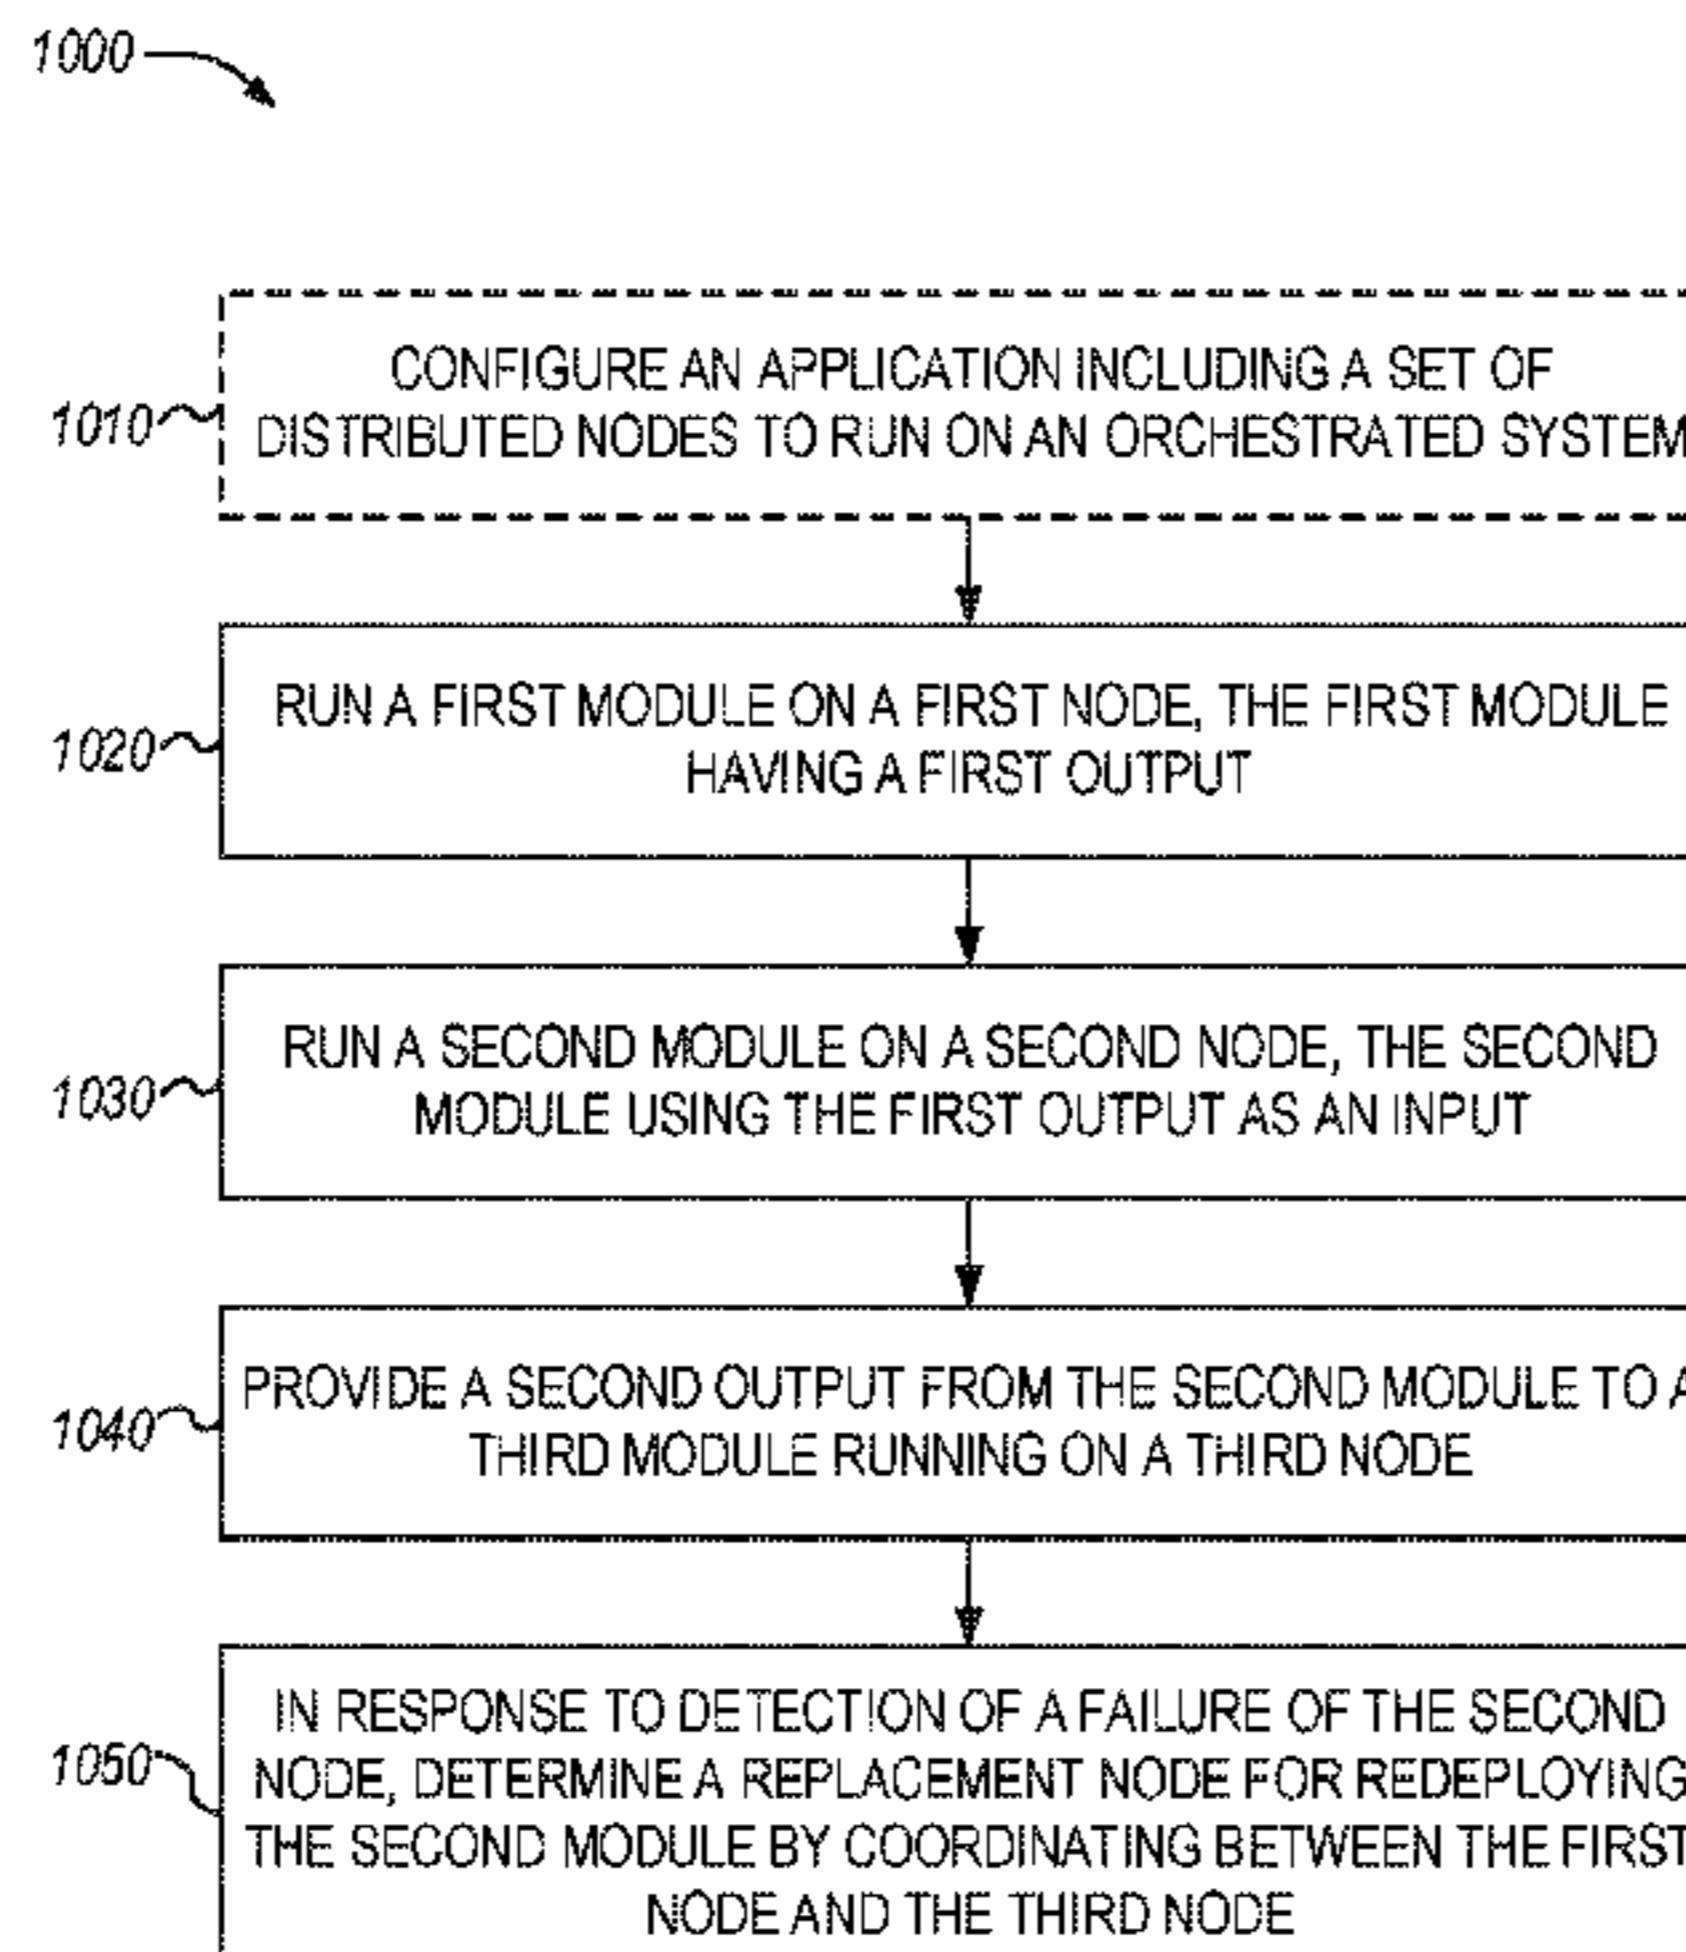 1000
1010
CONFIGURE AN APPLICATION INCLUDING A SET OF
DISTRIBUTED NODES TO RUN ON AN ORCHESTRATED SYSTEM
1020
RUN A FIRST MODULE ON A FIRST NODE, THE FIRST MODULE
HAVING A FIRST OUTPUT
1030
RUN A SECOND MODULE ON A SECOND NODE, THE SECOND
MODULE USING THE FIRST OUTPUT AS AN INPUT
1040
PROVIDE A SECOND OUTPUT FROM THE SECOND MODULE TO A
THIRD MODULE RUNNING ON A THIRD NODE
1050
IN RESPONSE TO DETECTION OF A FAILURE OF THE SECOND
NODE, DETERMINE A REPLACEMENT NODE FOR REDEPLOYING
THE SECOND MODULE BY COORDINATING BETWEEN THE FIRST
NODE AND THE THIRD NODE